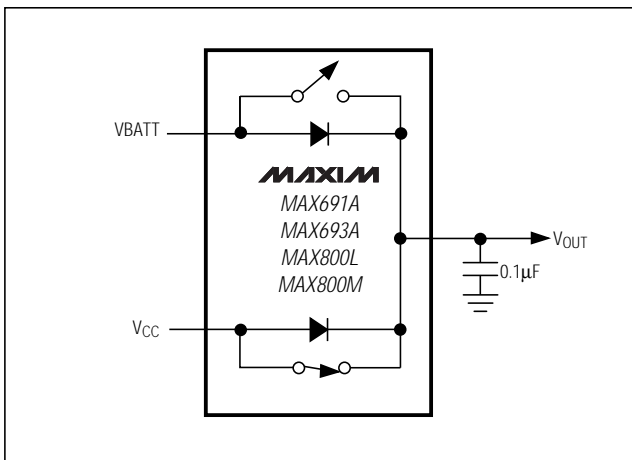 VBATT
MAXIM
MAX691A
MAX693A
MAX800L
MAX800M
VOUT
0.1μF
VCC